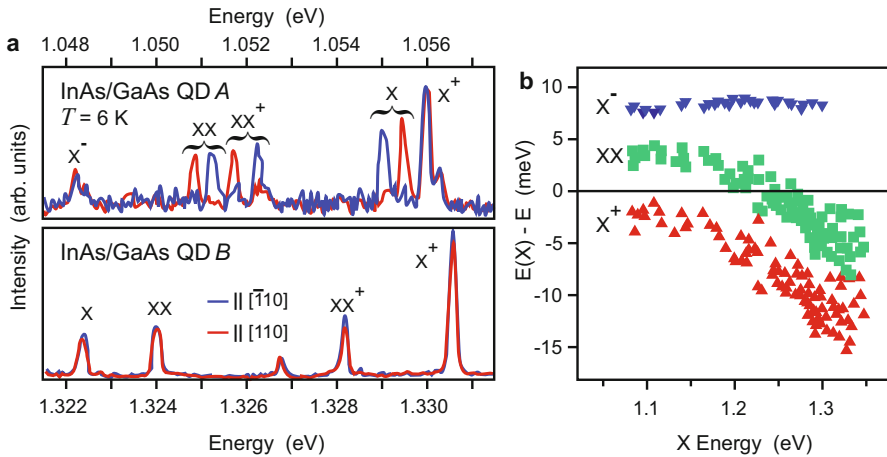 Energy (eV)
a
1.048 1.050 1.052 1.054 1.056
InAs/GaAs QD A
T = 6 K
X⁻ XX XX⁺ X X⁺
Intensity (arb. units)
InAs/GaAs QD B
X XX XX⁺ X⁺
|| [1̅10]
|| [110]
1.322 1.324 1.326 1.328 1.330
Energy (eV)
b
10
5
0
-5
-10
-15
E(X) - E (meV)
X⁻
XX
X⁺
1.1 1.2 1.3
X Energy (eV)